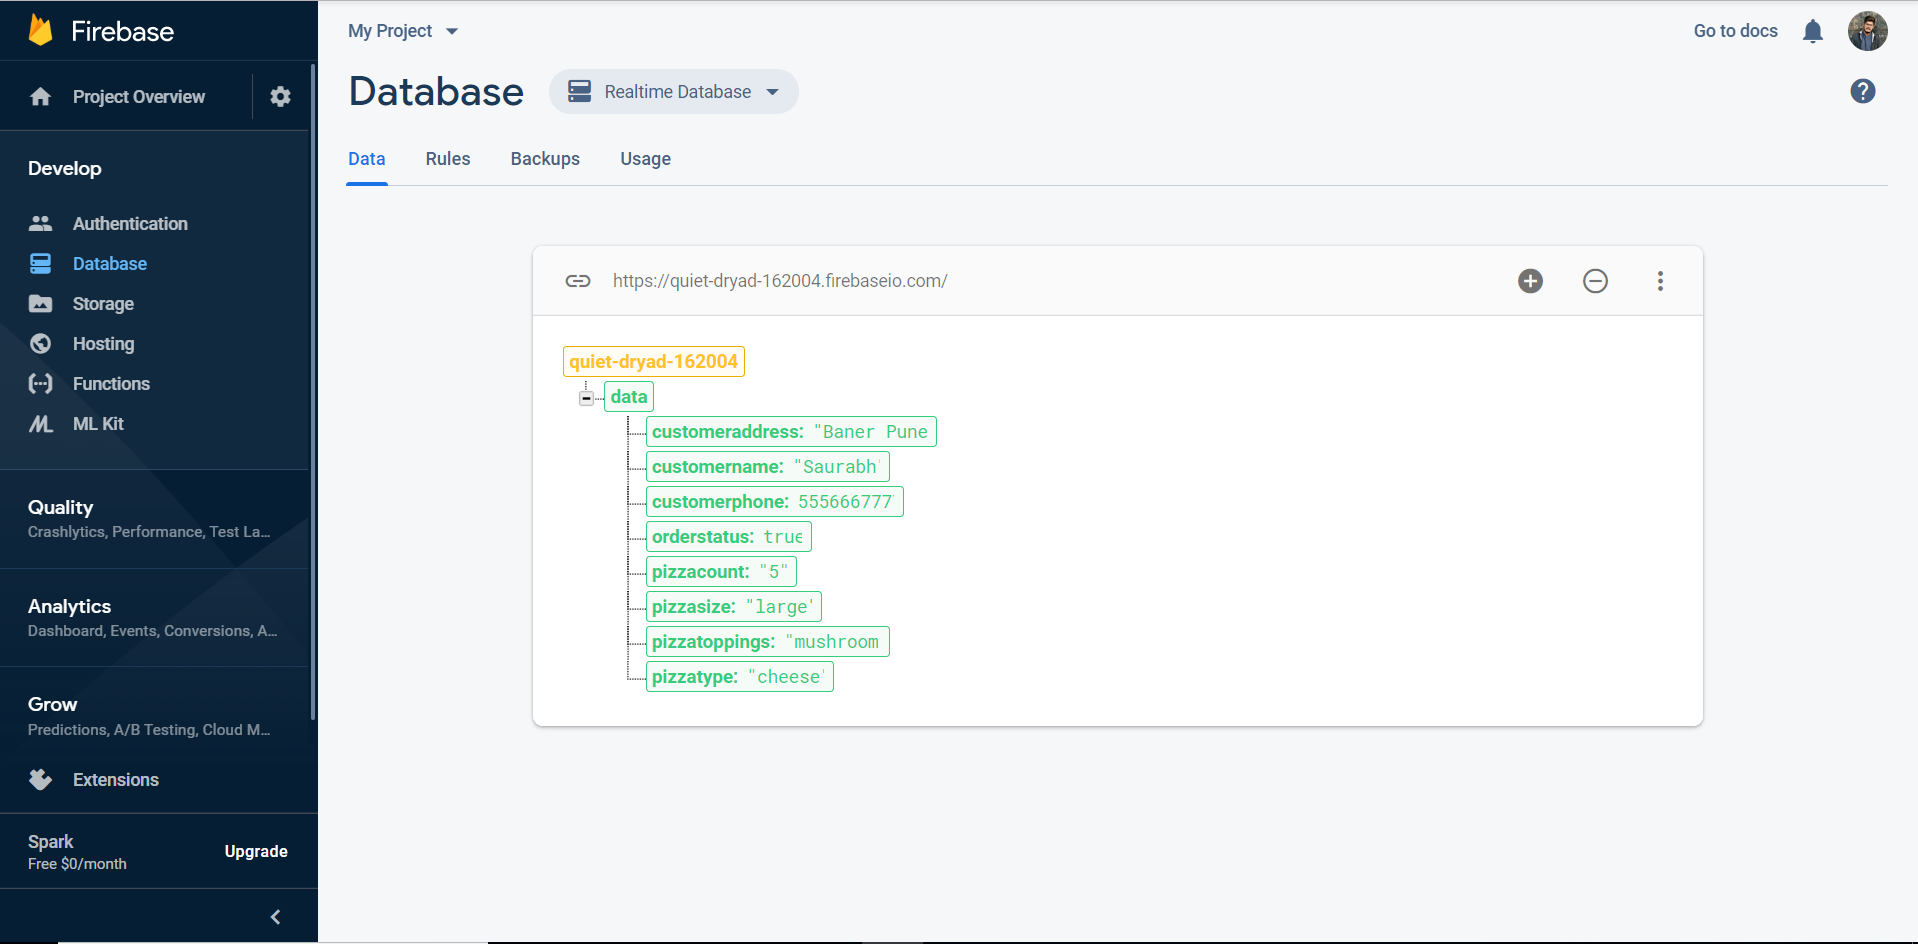 Firebase
My Project
Go to docs
Project Overview
Database
Realtime Database
Data
Rules
Backups
Usage
Develop
Authentication
Database
Storage
Hosting
Functions
ML Kit
Quality
Crashlytics, Performance, Test La...
Analytics
Dashboard, Events, Conversions, A...
Grow
Predictions, A/B Testing, Cloud M...
Extensions
Spark
Free $0/month
Upgrade
https://quiet-dryad-162004.firebaseio.com/
quiet-dryad-162004
data
customeraddress: "Baner Pune
customername: "Saurabh"
customerphone: 555666777
orderstatus: true
pizzacount: "5"
pizzasize: "large"
pizzatoppings: "mushroom
pizzatype: "cheese"